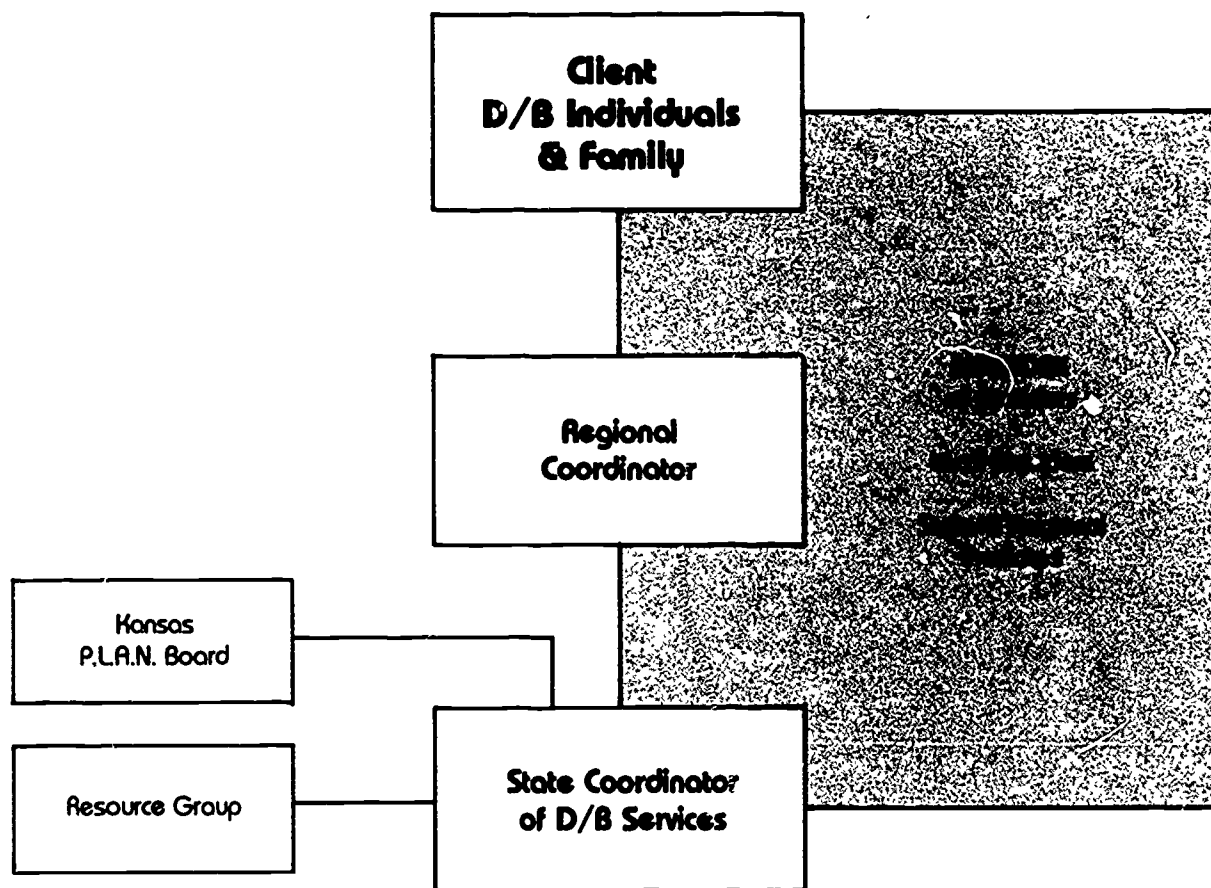 Client
D/B Individuals
& Family
Regional
Coordinator
Kansas
P.L.A.N. Board
Resource Group
State Coordinator
of D/B Services